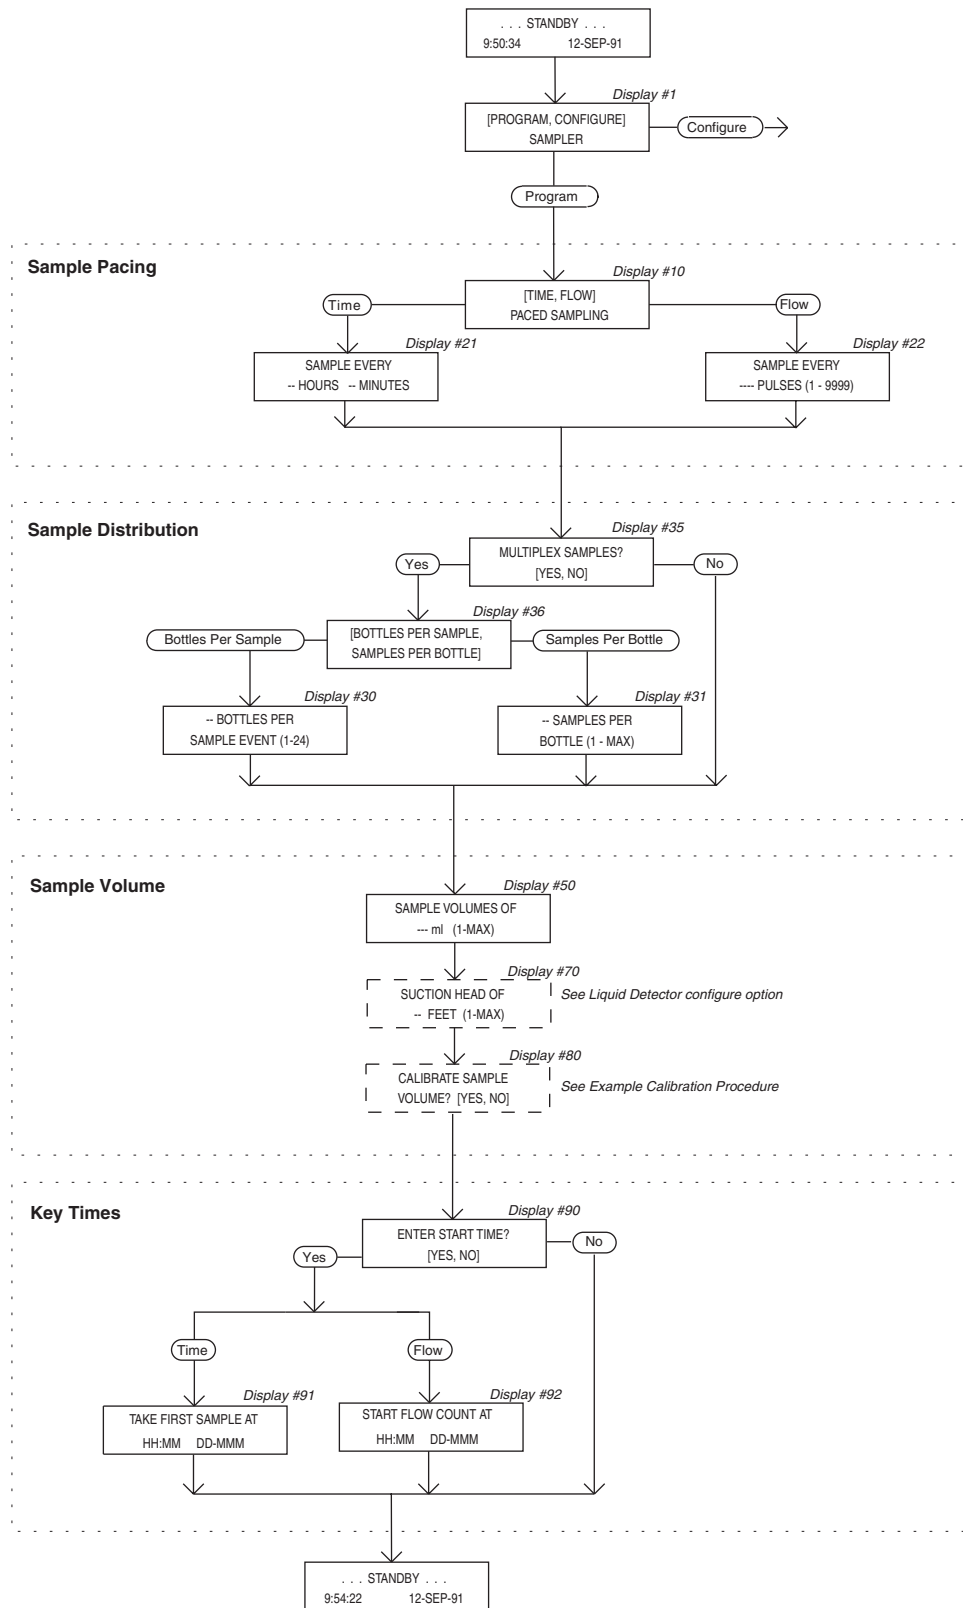 . . . STANDBY . . .
9:50:34 12-SEP-91
Display #1
[PROGRAM, CONFIGURE]
SAMPLER
Configure
Program
Sample Pacing
Display #10
[TIME, FLOW]
PACED SAMPLING
Time
Flow
Display #21
SAMPLE EVERY
-- HOURS -- MINUTES
Display #22
SAMPLE EVERY
---- PULSES (1 - 9999)
Sample Distribution
Display #35
MULTIPLEX SAMPLES?
[YES, NO]
Yes
No
Display #36
[BOTTLES PER SAMPLE,
SAMPLES PER BOTTLE]
Bottles Per Sample
Samples Per Bottle
Display #30
-- BOTTLES PER
SAMPLE EVENT (1-24)
Display #31
-- SAMPLES PER
BOTTLE (1 - MAX)
Sample Volume
Display #50
SAMPLE VOLUMES OF
--- ml (1-MAX)
Display #70
SUCTION HEAD OF
-- FEET (1-MAX)
See Liquid Detector configure option
Display #80
CALIBRATE SAMPLE
VOLUME? [YES, NO]
See Example Calibration Procedure
Key Times
Display #90
ENTER START TIME?
[YES, NO]
Yes
No
Time
Flow
Display #91
TAKE FIRST SAMPLE AT
HH:MM DD-MMM
Display #92
START FLOW COUNT AT
HH:MM DD-MMM
. . . STANDBY . . .
9:54:22 12-SEP-91